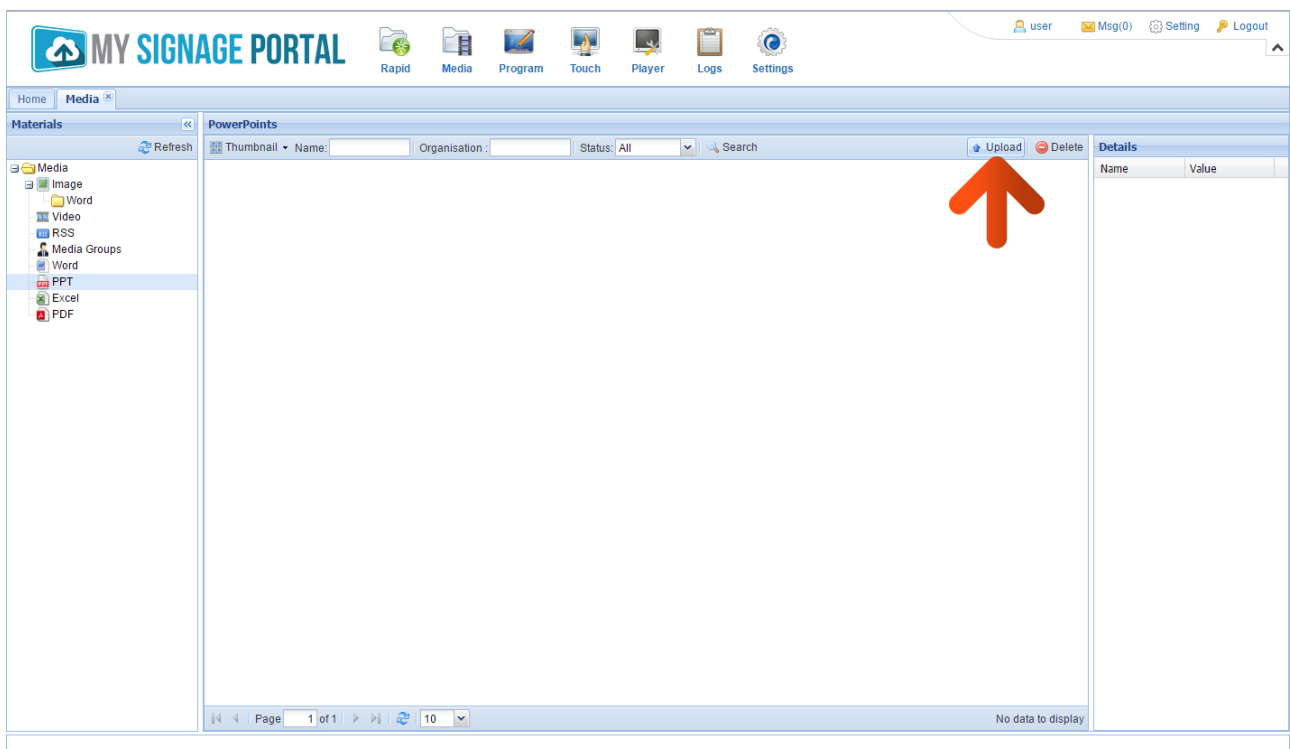 user Msg(0) Setting Logout
MY SIGNAGE PORTAL
Rapid Media Program Touch Player Logs Settings
Home Media
Materials PowerPoints
Refresh Thumbnail Name: Organisation : Status: All Search Upload Delete Details
Name Value
Media
Image
Word
Video
RSS
Media Groups
Word
PPT
Excel
PDF
Page 1 of 1 10 No data to display